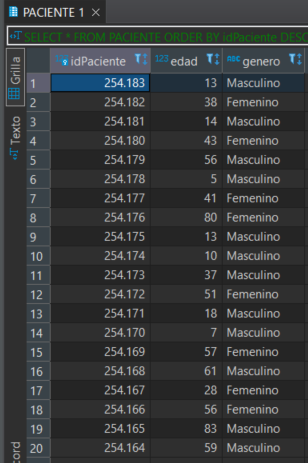 PACIENTE 1
SELECT * FROM PACIENTE ORDER BY idPaciente DESC
Grilla
Texto
idPaciente 123 edad ABC genero
1 254.183 13 Masculino
2 254.182 38 Femenino
3 254.181 14 Masculino
4 254.180 43 Femenino
5 254.179 56 Masculino
6 254.178 5 Masculino
7 254.177 41 Femenino
8 254.176 80 Femenino
9 254.175 13 Masculino
10 254.174 10 Masculino
11 254.173 37 Masculino
12 254.172 51 Femenino
13 254.171 18 Masculino
14 254.170 7 Masculino
15 254.169 57 Femenino
16 254.168 61 Masculino
17 254.167 28 Femenino
18 254.166 56 Femenino
19 254.165 83 Masculino
20 254.164 59 Masculino
cord